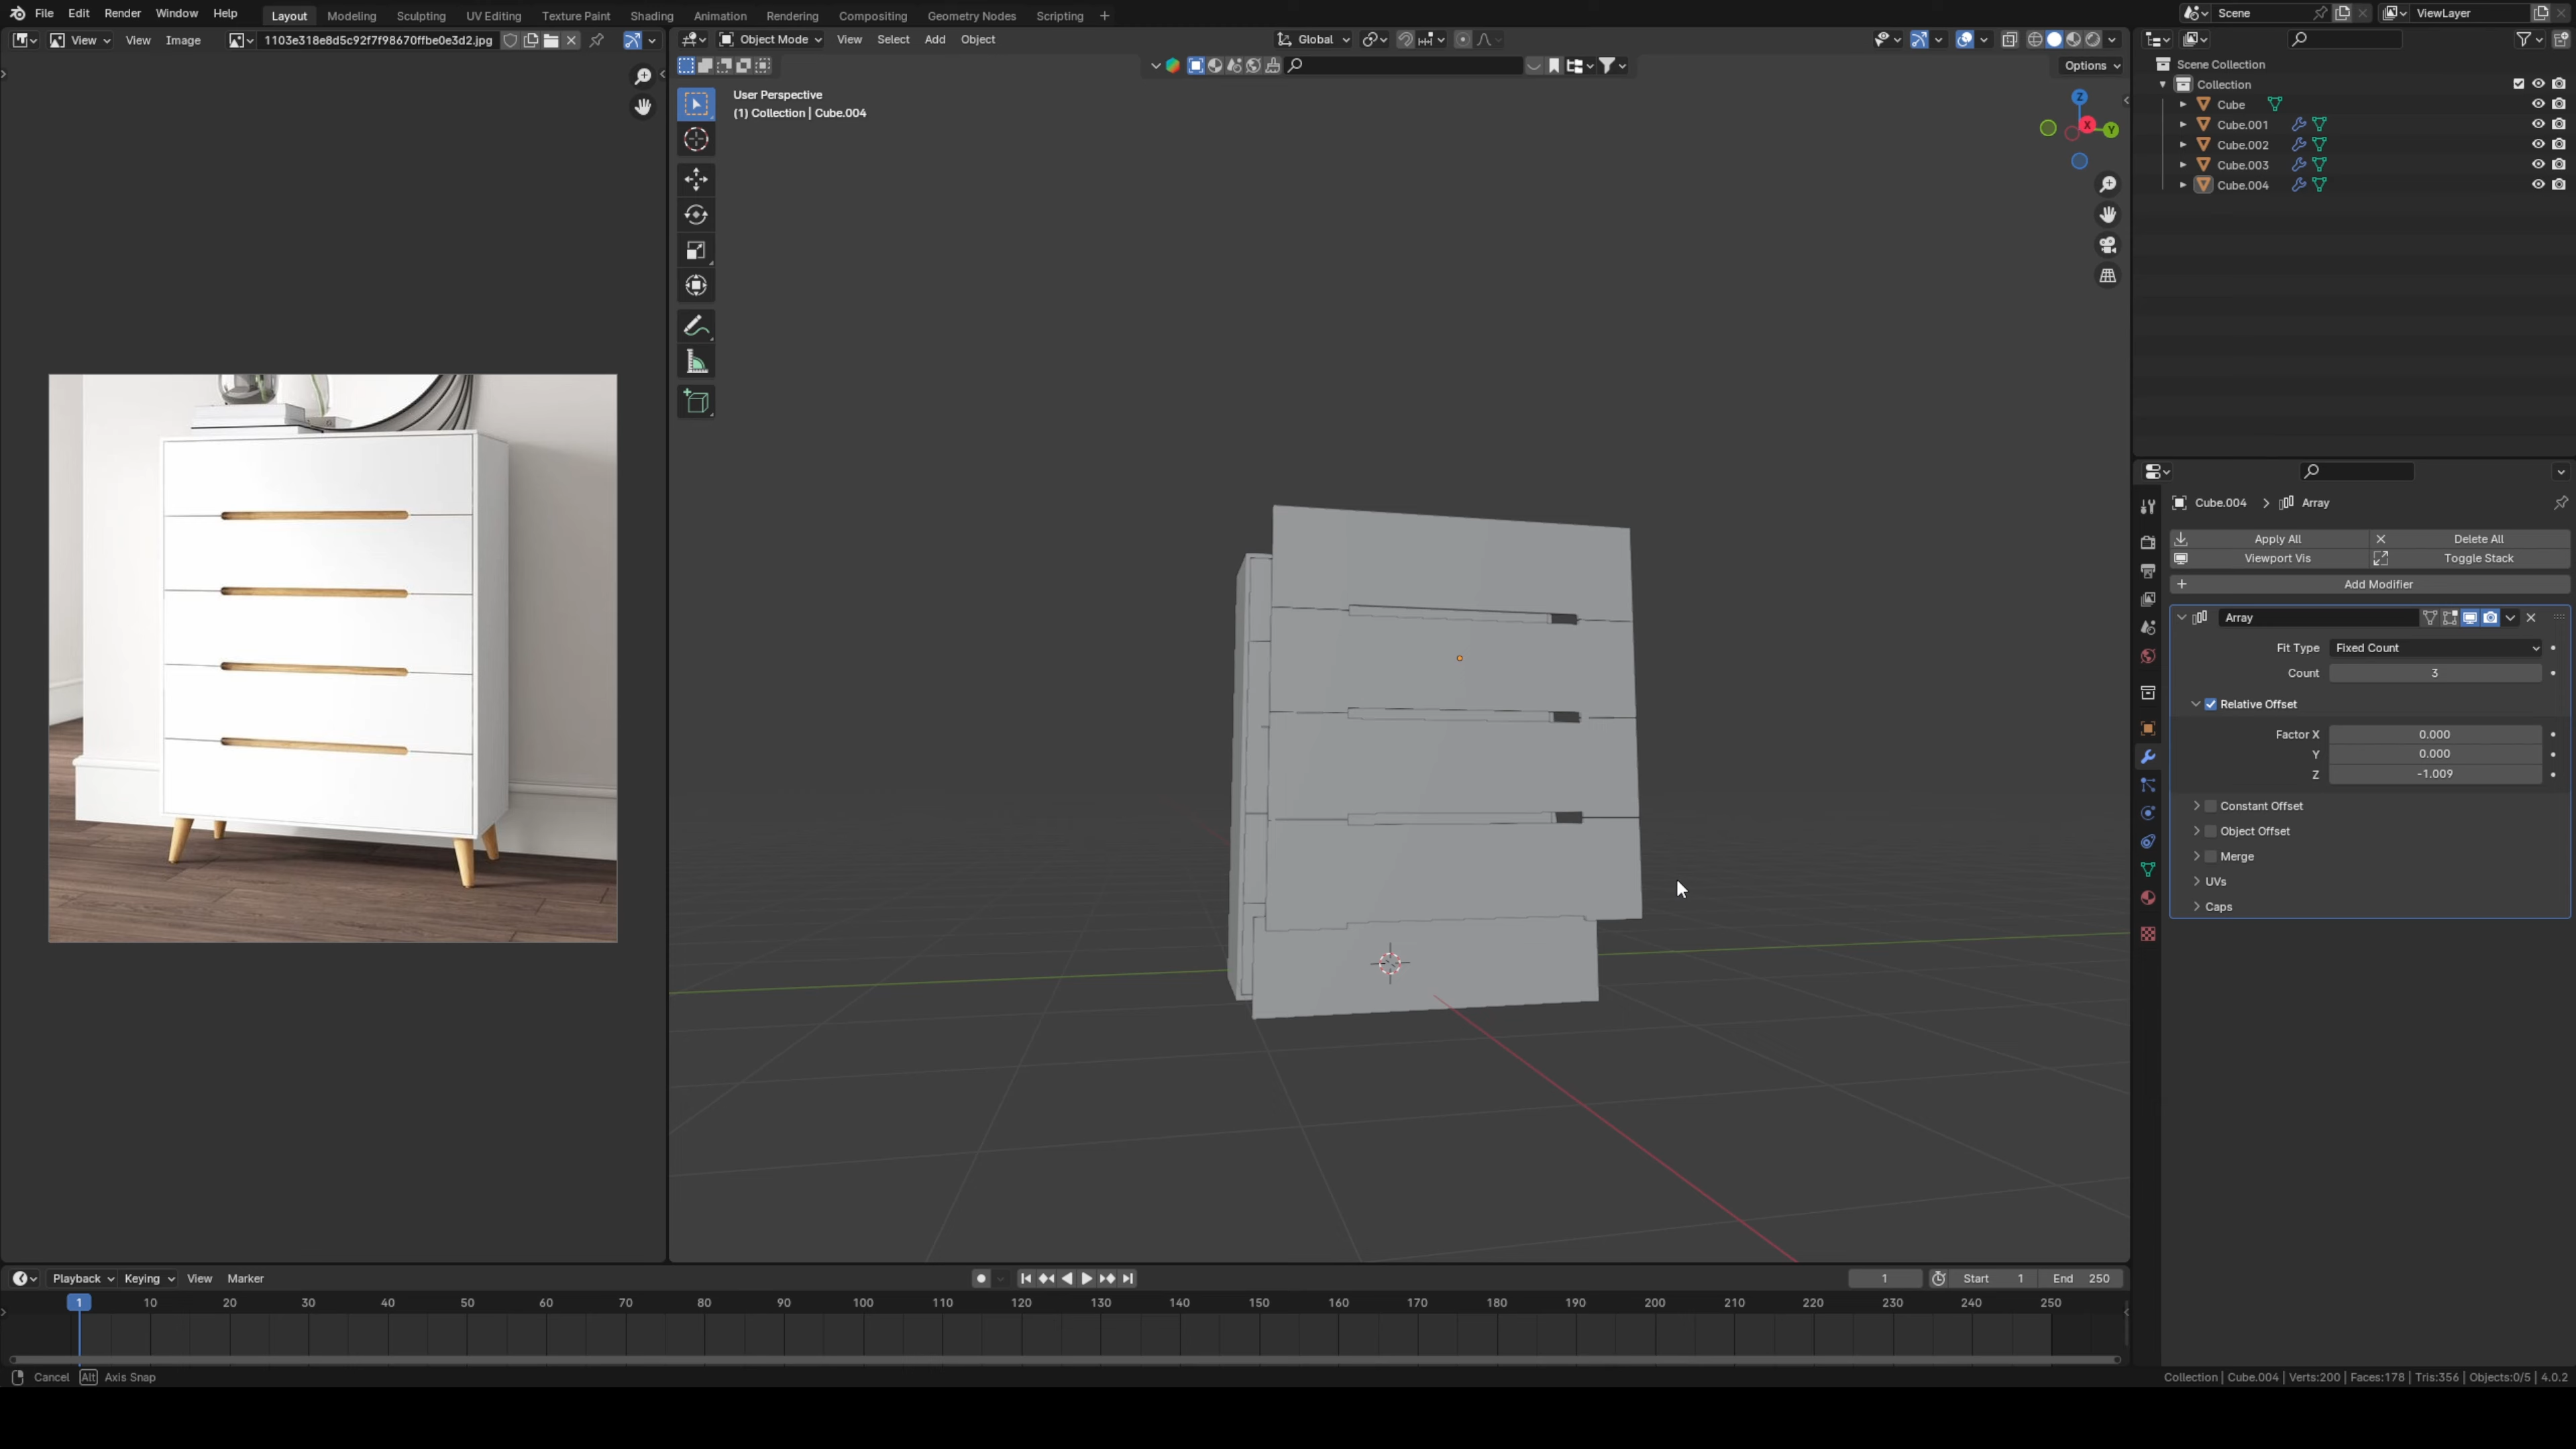 File Edit Render Window Help Layout Modeling Sculpting UV Editing Texture Paint Shading Animation Rendering Compositing Geometry Nodes Scripting + Scene ViewLayer
View View Image 1103e318e8d5c92f7f98670ffbe0e3d2.jpg Object Mode View Select Add Object Global
Options
User Perspective
(1) Collection | Cube.004
Z
X
Y
Scene Collection
Collection
Cube
Cube.001
Cube.002
Cube.003
Cube.004
Cube.004 > Array
Apply All Delete All
Viewport Vis Toggle Stack
Add Modifier
Array
Fit Type Fixed Count
Count 3
Relative Offset
Factor X 0.000
Y 0.000
Z -1.009
Constant Offset
Object Offset
Merge
UVs
Caps
Playback Keying View Marker 1 Start 1 End 250
1 10 20 30 40 50 60 70 80 90 100 110 120 130 140 150 160 170 180 190 200 210 220 230 240 250
Cancel Alt Axis Snap Collection | Cube.004 | Verts:200 | Faces:178 | Tris:356 | Objects:0/5 | 4.0.2